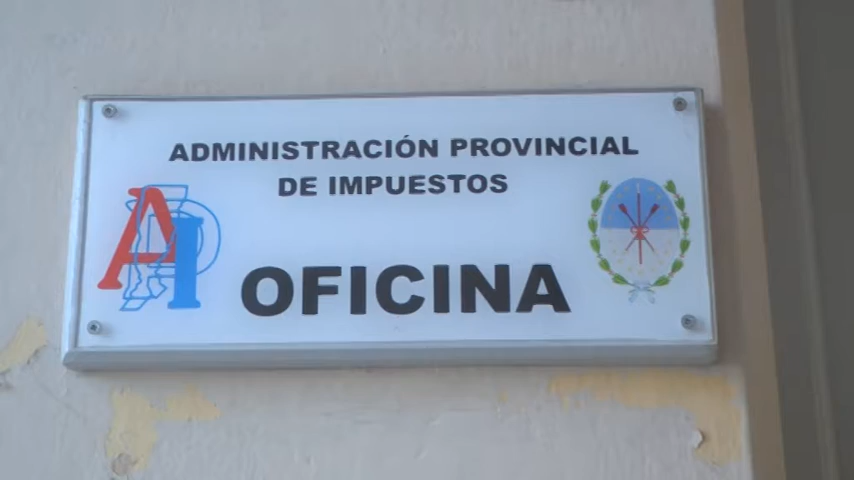 ADMINISTRACIÓN PROVINCIAL
DE IMPUESTOS
API
OFICINA